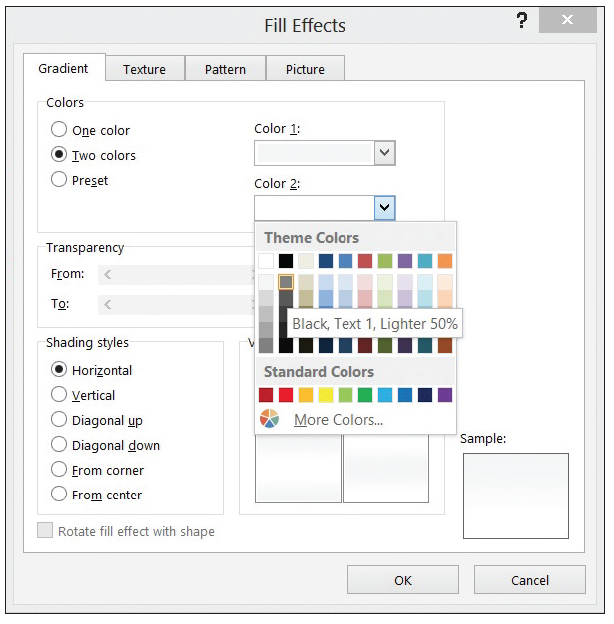 Fill Effects
?
Gradient
Texture
Pattern
Picture
Colors
One color
Two colors
Preset
Color 1:
Color 2:
Theme Colors
Black, Text 1, Lighter 50%
Standard Colors
More Colors...
Transparency
From:
To:
Shading styles
Horizontal
Vertical
Diagonal up
Diagonal down
From corner
From center
V
Sample:
Rotate fill effect with shape
OK
Cancel